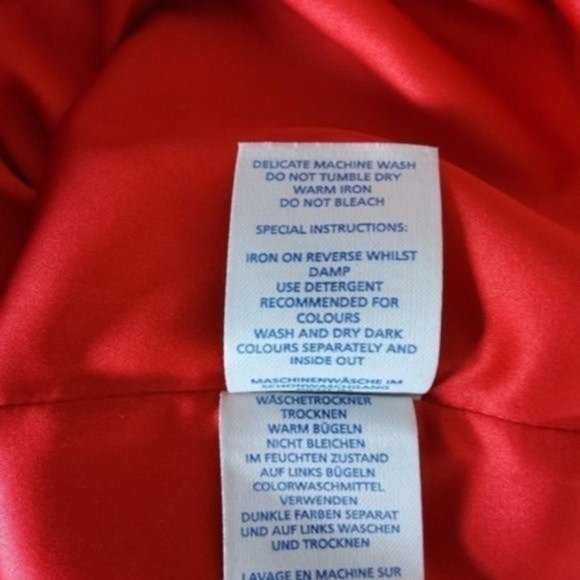 DELICATE MACHINE WASH
DO NOT TUMBLE DRY
WARM IRON
DO NOT BLEACH
SPECIAL INSTRUCTIONS:
IRON ON REVERSE WHILST
DAMP
USE DETERGENT
RECOMMENDED FOR
COLOURS
WASH AND DRY DARK
COLOURS SEPARATELY AND
INSIDE OUT
MASCHINENWÄSCHE IM
SCHONWASCHGANG
WÄSCHETROCKNER
TROCKNEN
WARM BÜGELN
NICHT BLEICHEN
IM FEUCHTEN ZUSTAND
AUF LINKS BÜGELN
COLORWASCHMITTEL
VERWENDEN
DUNKLE FARBEN SEPARAT
UND AUF LINKS WASCHEN
UND TROCKNEN
LAVAGE EN MACHINE SUR